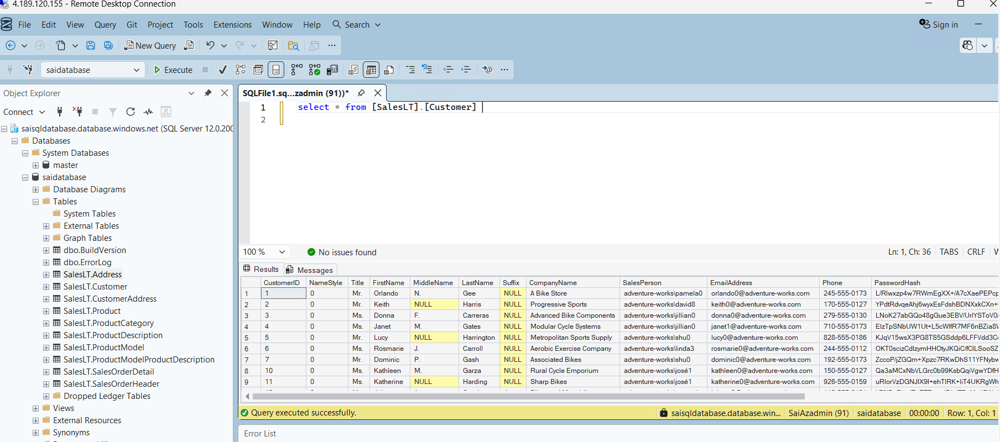 4.189.120.155 - Remote Desktop Connection
File Edit View Query Git Project Tools Extensions Window Help Search Sign in
New Query
saidatabase Execute
Object Explorer
Connect
saisqldatabase.database.windows.net (SQL Server 12.0.200
Databases
System Databases
master
saidatabase
Database Diagrams
Tables
System Tables
External Tables
Graph Tables
dbo.BuildVersion
dbo.ErrorLog
SalesLT.Address
SalesLT.Customer
SalesLT.CustomerAddress
SalesLT.Product
SalesLT.ProductCategory
SalesLT.ProductDescription
SalesLT.ProductModel
SalesLT.ProductModelProductDescription
SalesLT.SalesOrderDetail
SalesLT.SalesOrderHeader
Dropped Ledger Tables
Views
External Resources
Synonyms
SQLFile1.sq...zadmin (91))*
1 select * from [SalesLT].[Customer]
2
100 % No issues found Ln: 1, Ch: 36 TABS CRLF
Results Messages
CustomerID NameStyle Title FirstName MiddleName LastName Suffix CompanyName SalesPerson EmailAddress Phone PasswordHash
1 1 0 Mr. Orlando N. Gee NULL A Bike Store adventure-works\pamela0 orlando0@adventure-works.com 245-555-0173 L/Rlwxzp4w7RWmEgXX+/A7cXaePEPcp
2 2 0 Mr. Keith NULL Harris NULL Progressive Sports adventure-works\david8 keith0@adventure-works.com 170-555-0127 YPdtRdvqeAhj6wyxEsFdshBDNXxkCXn+
3 3 0 Ms. Donna F. Carreras NULL Advanced Bike Components adventure-works\jillian0 donna0@adventure-works.com 279-555-0130 LNoK27abGQo48gGue3EBV/UrlYSToV0/
4 4 0 Ms. Janet M. Gates NULL Modular Cycle Systems adventure-works\jillian0 janet1@adventure-works.com 710-555-0173 ElzTpSNbUW1Ut+L5cWlfR7MF6nBZia8
5 5 0 Mr. Lucy NULL Harrington NULL Metropolitan Sports Supply adventure-works\shu0 lucy0@adventure-works.com 828-555-0186 KJqV15wsX3PG8TS5GSddp6LFFVdd3C
6 6 0 Ms. Rosmarie J. Carroll NULL Aerobic Exercise Company adventure-works\linda3 rosmarie0@adventure-works.com 244-555-0112 OKT0scizCdIzymHHOtyJKQiC/fCILSooSZ
7 7 0 Mr. Dominic P. Gash NULL Associated Bikes adventure-works\shu0 dominic0@adventure-works.com 192-555-0173 ZccoP/jZGQm+Xpzc7RKwDhS11YFNybw
8 10 0 Ms. Kathleen M. Garza NULL Rural Cycle Emporium adventure-works\josé1 kathleen0@adventure-works.com 150-555-0127 Qa3aMCxNbVLGrc0b99KsbQqiVgwYDfH
9 11 0 Ms. Katherine NULL Harding NULL Sharp Bikes adventure-works\josé1 katherine0@adventure-works.com 926-555-0159 uRlorVzDGNJIX9I+ehTIRK+liT4UKRgWh
Query executed successfully. saisqldatabase.database.win... SaiAzadmin (91) saidatabase 00:00:00 Row: 1, Col: 1
Error List